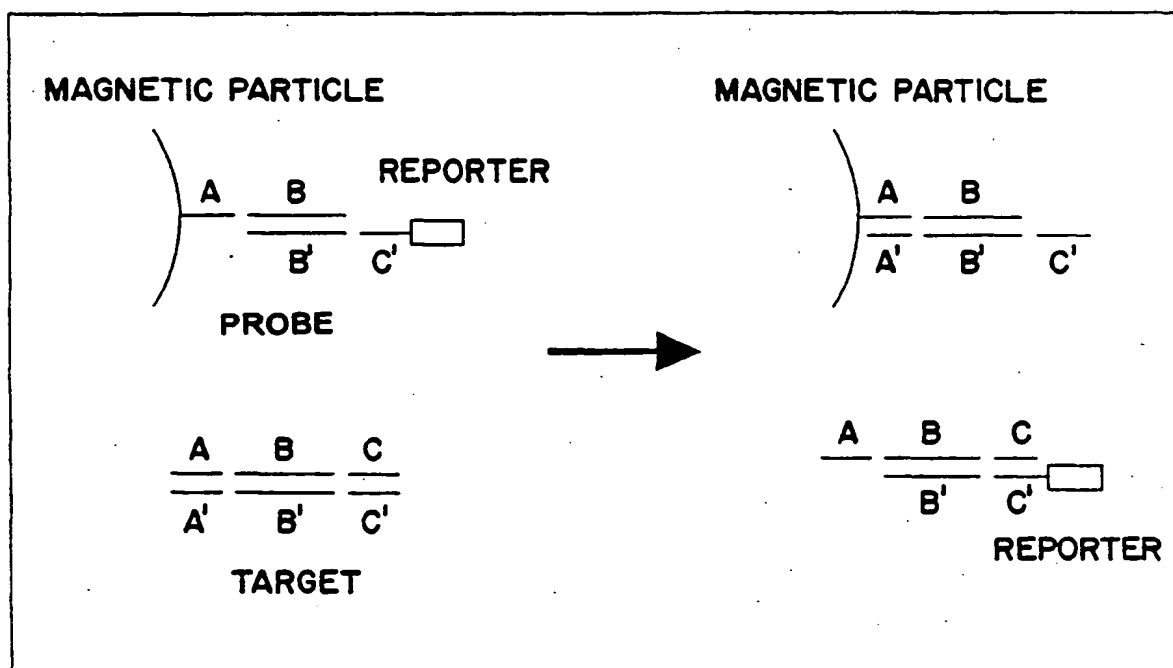 MAGNETIC PARTICLE
A B REPORTER
B' C'
PROBE
A B C
A' B' C'
TARGET
MAGNETIC PARTICLE
A B
A' B' C'
A B C
B' C'
REPORTER